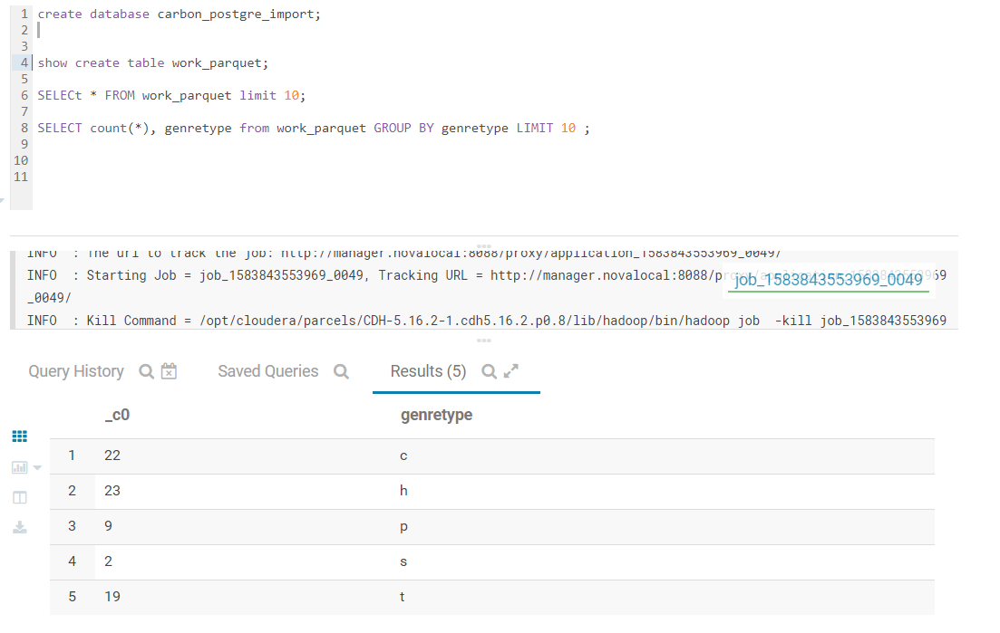 1 create database carbon_postgre_import;
2
3
4 show create table work_parquet;
5
6 SELECt * FROM work_parquet limit 10;
7
8 SELECT count(*), genretype from work_parquet GROUP BY genretype LIMIT 10 ;
9
10
11
INFO : The url to track the job: http://manager.novalocal:8088/proxy/application_1583843553969_0049/
INFO : Starting Job = job_1583843553969_0049, Tracking URL = http://manager.novalocal:8088/proxy/application_1583843553969
_0049/
job_1583843553969_0049
INFO : Kill Command = /opt/cloudera/parcels/CDH-5.16.2-1.cdh5.16.2.p0.8/lib/hadoop/bin/hadoop job -kill job_1583843553969
Query History Saved Queries Results (5)
_c0 genretype
1 22 c
2 23 h
3 9 p
4 2 s
5 19 t